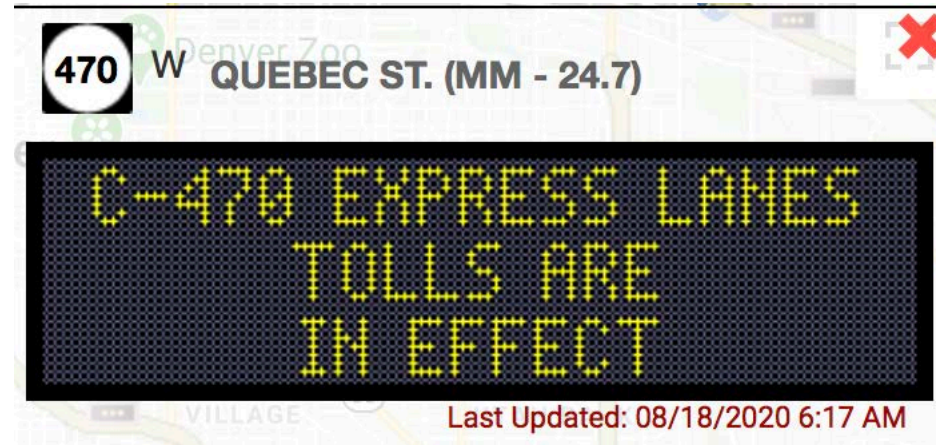 Denver Zoo
470 W QUEBEC ST. (MM - 24.7)
C-470 EXPRESS LANES
TOLLS ARE
IN EFFECT
VILLAGE
Last Updated: 08/18/2020 6:17 AM